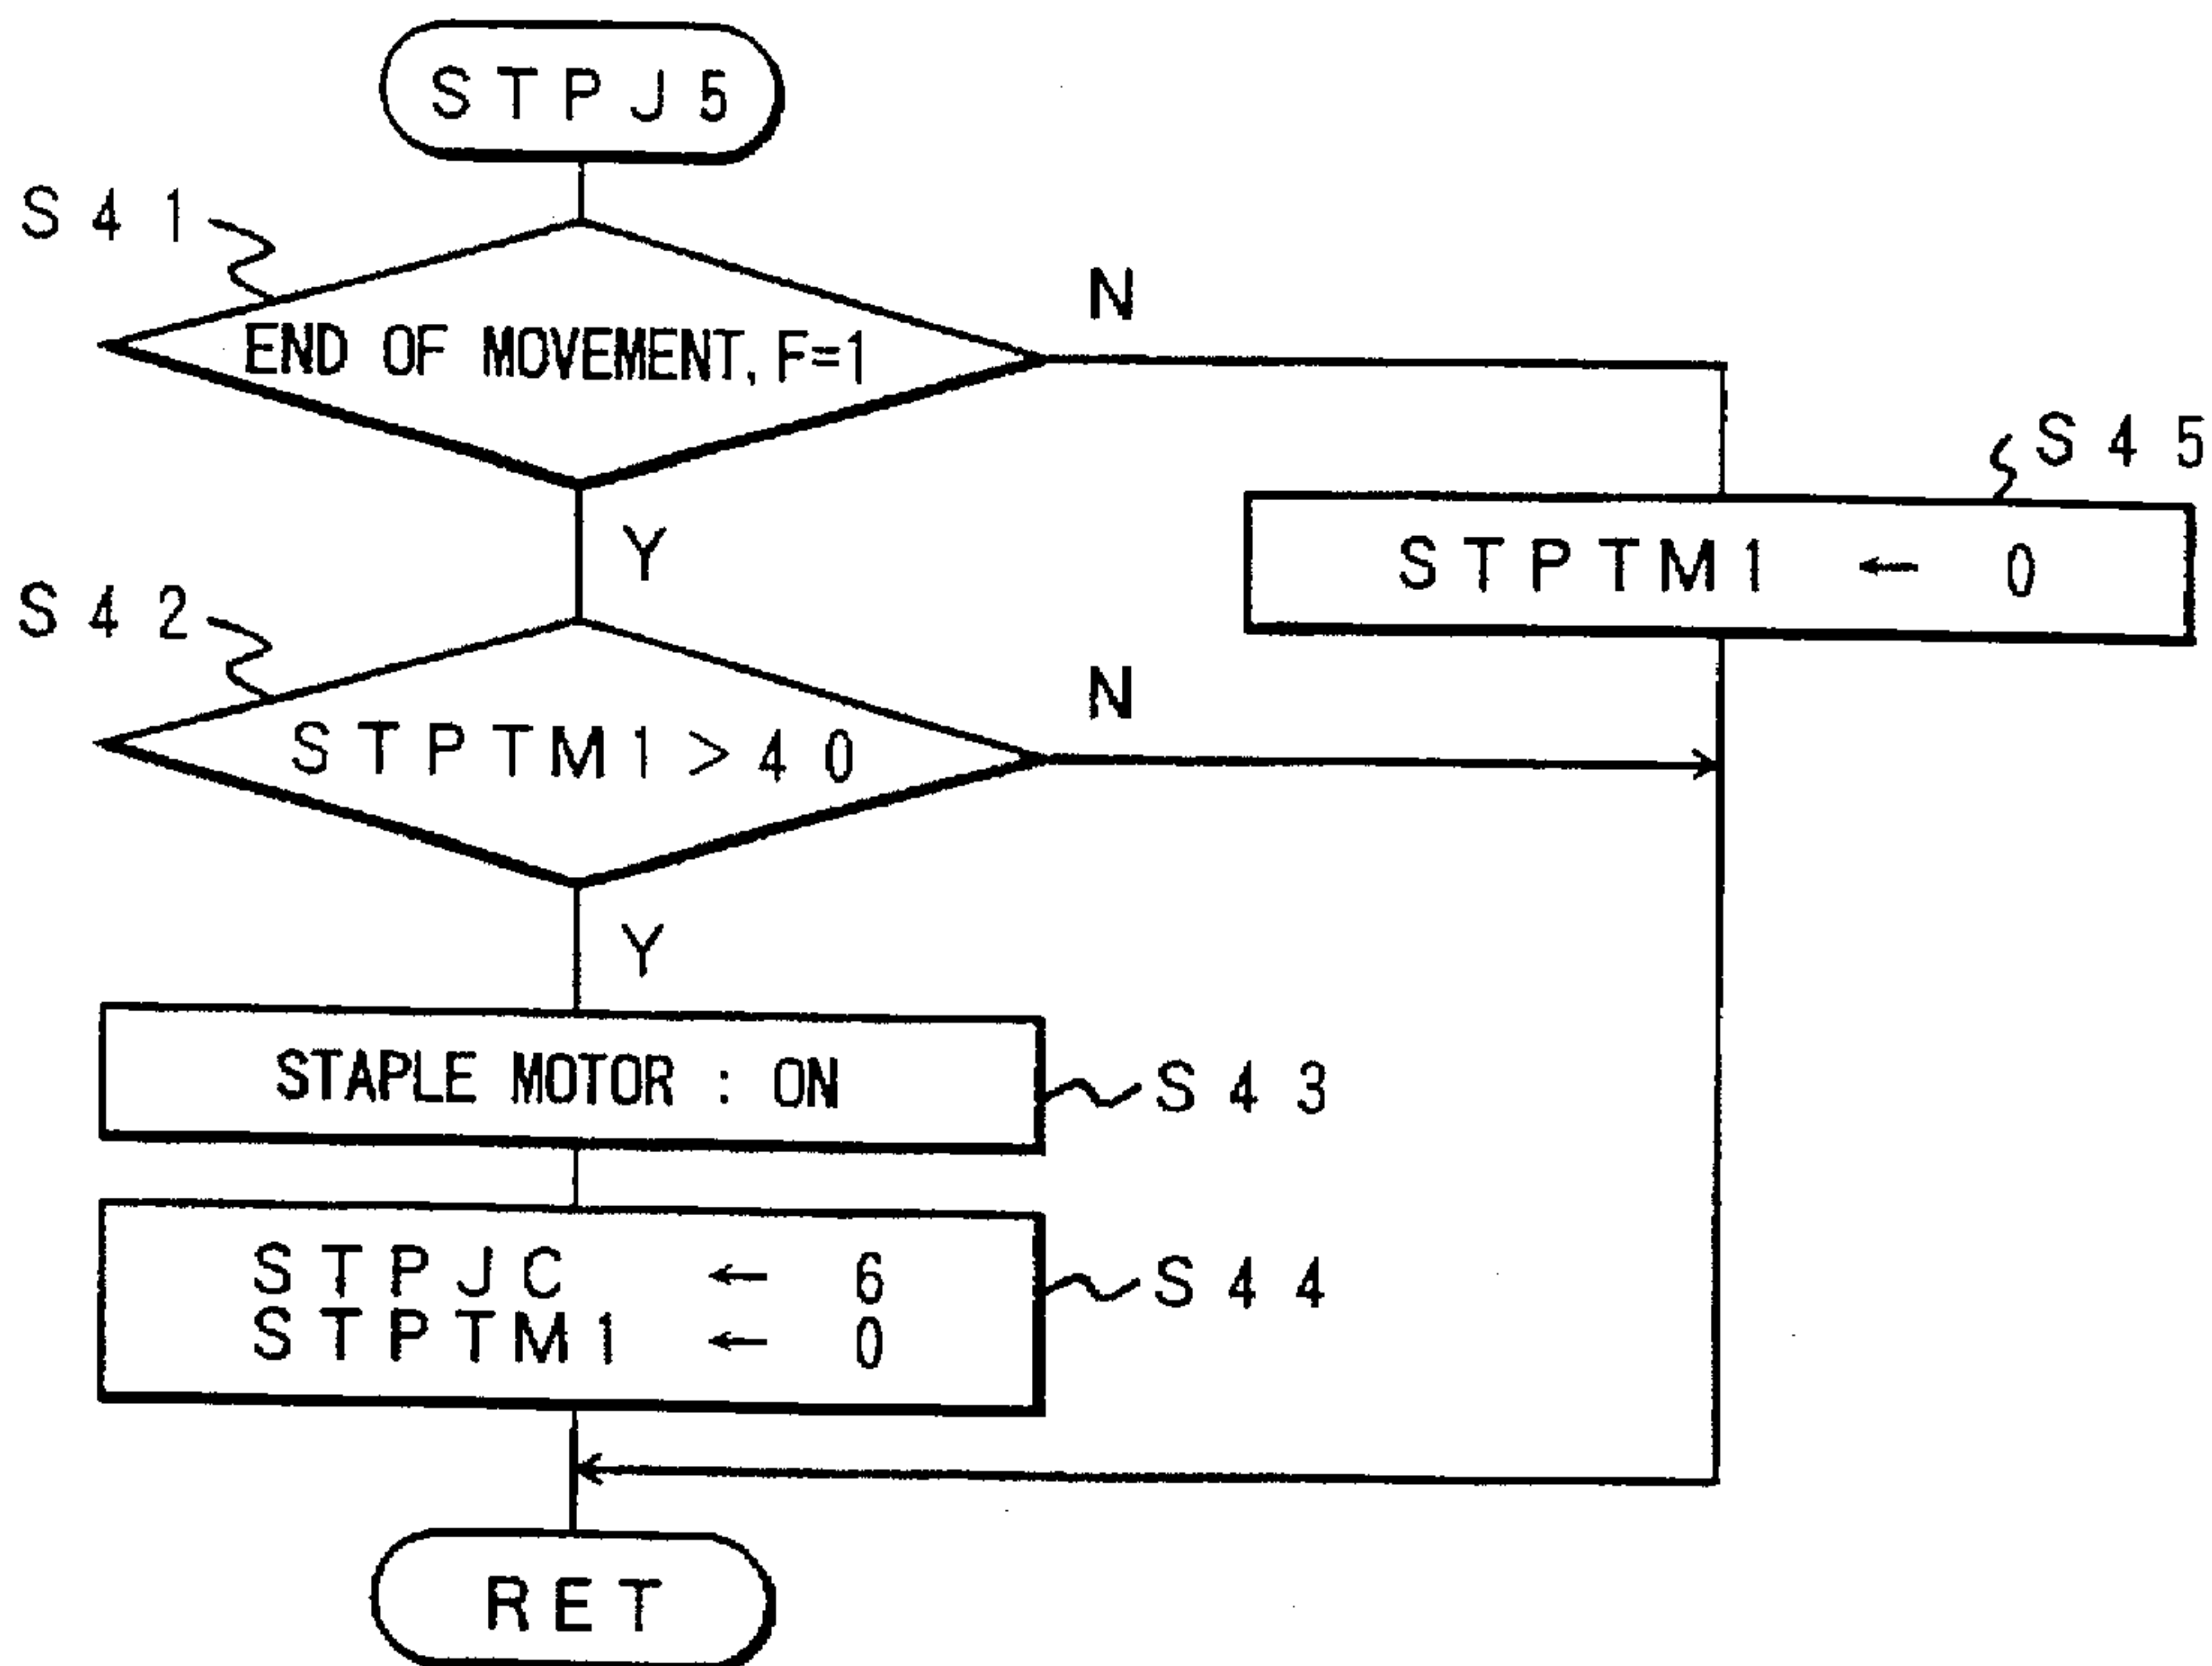 STPJ5
S41
END OF MOVEMENT, F=1
N
Y
S45
STPTM1 ← 0
S42
STPTM1>40
N
Y
STAPLE MOTOR : ON
S43
STPJC ← 6
STPTM1 ← 0
S44
RET